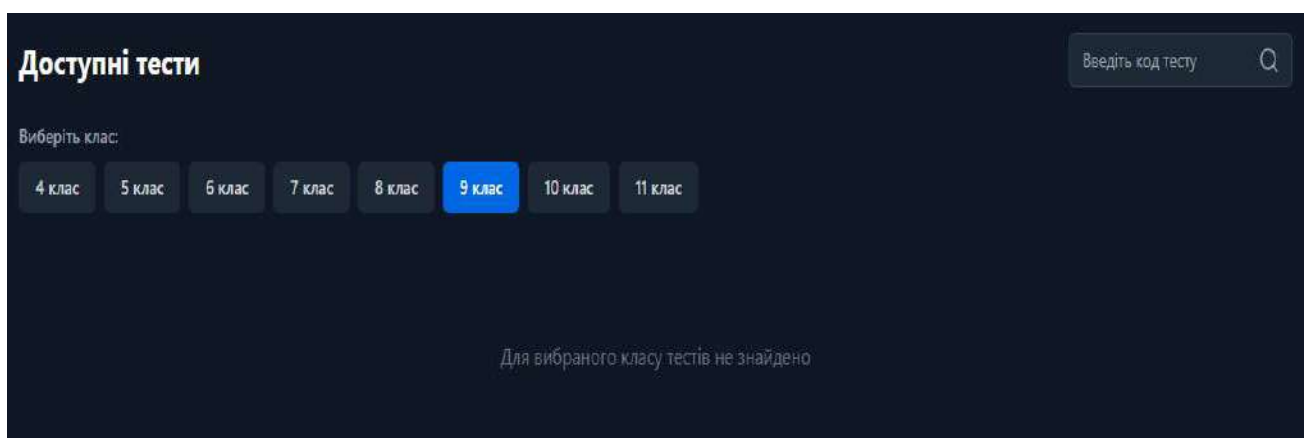 Доступні тести
Введіть код тесту
Виберіть клас:
4 клас 5 клас 6 клас 7 клас 8 клас 9 клас 10 клас 11 клас
Для вибраного класу тестів не знайдено